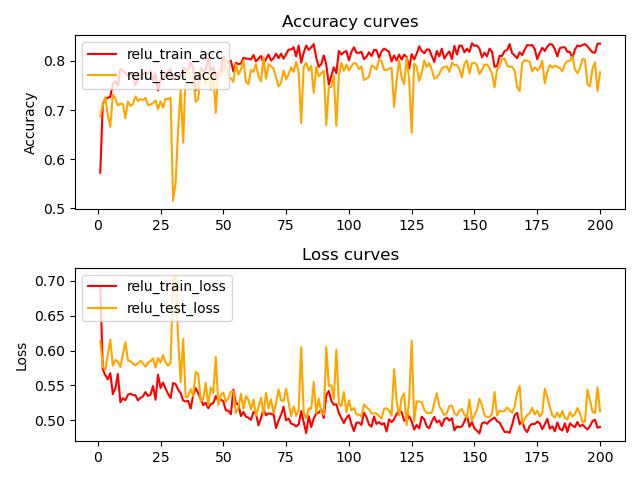 Accuracy curves
relu_train_acc
relu_test_acc
Accuracy
0.8
0.7
0.6
0.5
0 25 50 75 100 125 150 175 200
Loss curves
relu_train_loss
relu_test_loss
Loss
0.70
0.65
0.60
0.55
0.50
0 25 50 75 100 125 150 175 200